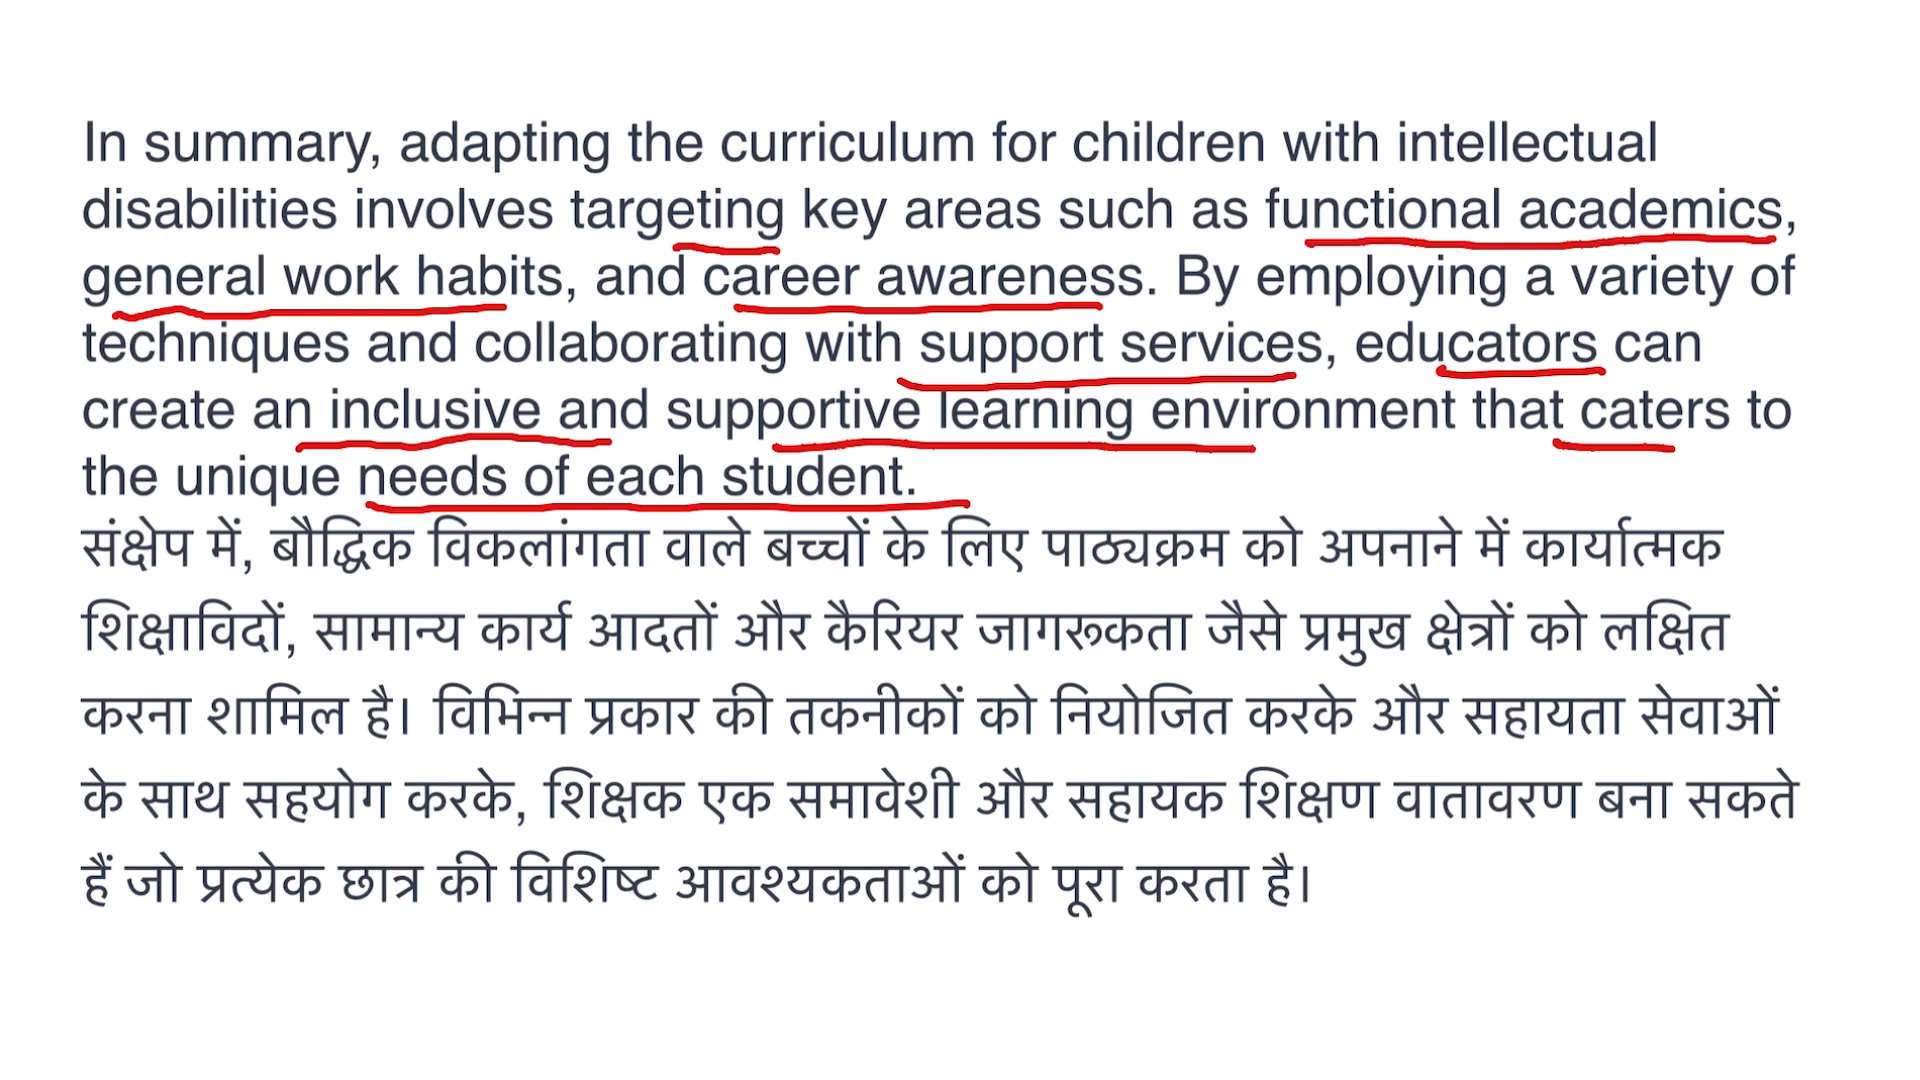 In summary, adapting the curriculum for children with intellectual
disabilities involves targeting key areas such as functional academics,
general work habits, and career awareness. By employing a variety of
techniques and collaborating with support services, educators can
create an inclusive and supportive learning environment that caters to
the unique needs of each student.
संक्षेप में, बौद्धिक विकलांगता वाले बच्चों के लिए पाठ्यक्रम को अपनाने में कार्यात्मक
शिक्षाविदों, सामान्य कार्य आदतों और कैरियर जागरूकता जैसे प्रमुख क्षेत्रों को लक्षित
करना शामिल है। विभिन्न प्रकार की तकनीकों को नियोजित करके और सहायता सेवाओं
के साथ सहयोग करके, शिक्षक एक समावेशी और सहायक शिक्षण वातावरण बना सकते
हैं जो प्रत्येक छात्र की विशिष्ट आवश्यकताओं को पूरा करता है।